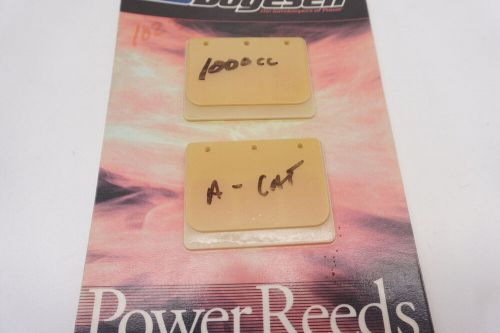 Boyesen
102
1000cc
A - CAT
Power Reeds